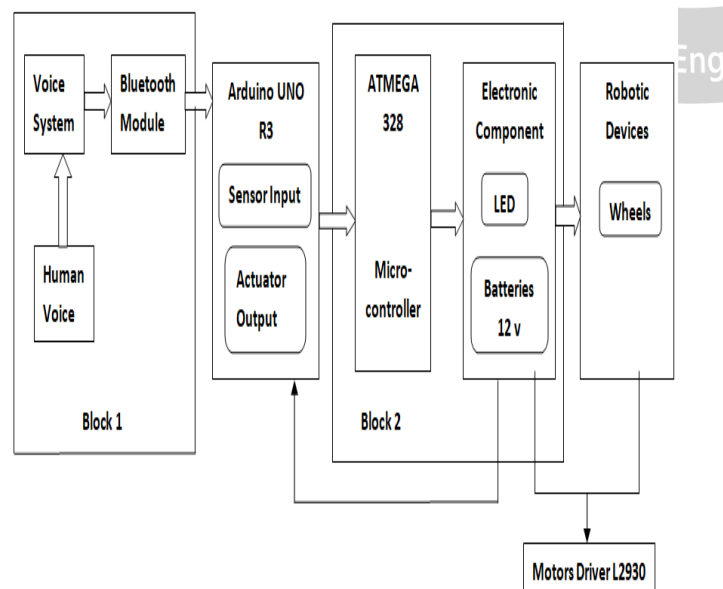 Voice
System
Bluetooth
Module
Human
Voice
Block 1
Arduino UNO
R3
Sensor Input
Actuator
Output
ATMEGA
328
Micro-
controller
Electronic
Component
LED
Batteries
12 v
Block 2
Robotic
Devices
Wheels
Motors Driver L2930
Eng